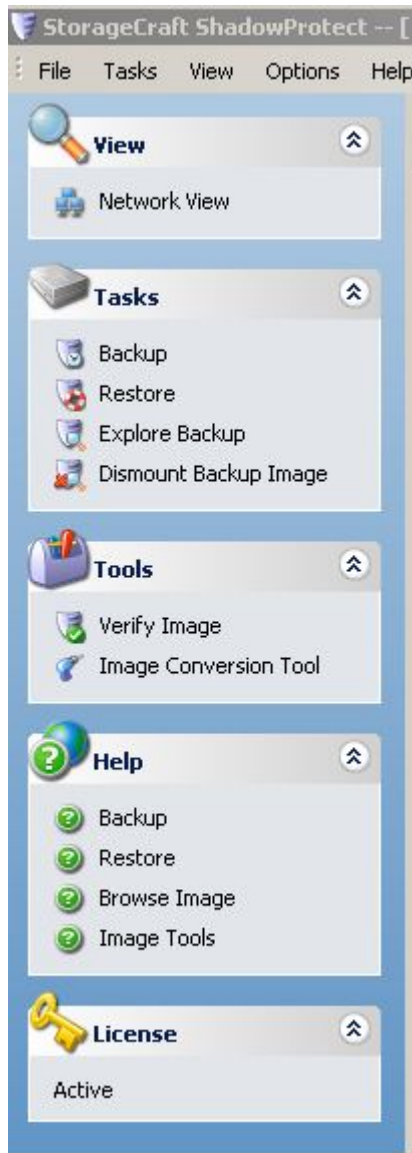 StorageCraft ShadowProtect -- [
File Tasks View Options Help
View
Network View
Tasks
Backup
Restore
Explore Backup
Dismount Backup Image
Tools
Verify Image
Image Conversion Tool
Help
Backup
Restore
Browse Image
Image Tools
License
Active